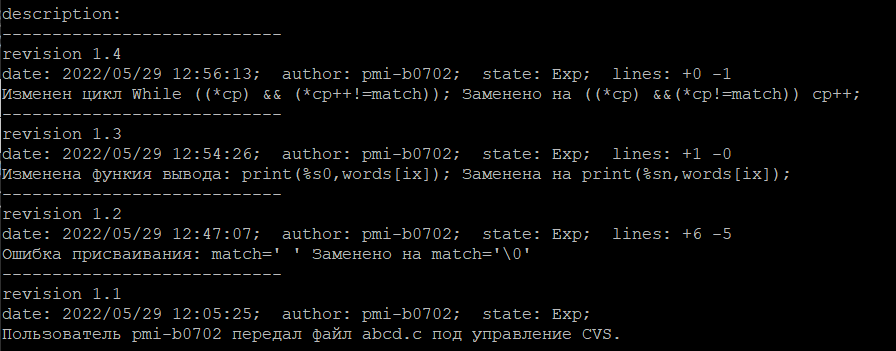 description:
----------------------------
revision 1.4
date: 2022/05/29 12:56:13;  author: pmi-b0702;  state: Exp;  lines: +0 -1
Изменен цикл While ((*cp) && (*cp++!=match)); Заменено на ((*cp) &&(*cp!=match)) cp++;
----------------------------
revision 1.3
date: 2022/05/29 12:54:26;  author: pmi-b0702;  state: Exp;  lines: +1 -0
Изменена функия вывода: print(%s0,words[ix]); Заменена на print(%sn,words[ix]);
----------------------------
revision 1.2
date: 2022/05/29 12:47:07;  author: pmi-b0702;  state: Exp;  lines: +6 -5
Ошибка присваивания: match=' ' Заменено на match='\0'
----------------------------
revision 1.1
date: 2022/05/29 12:05:25;  author: pmi-b0702;  state: Exp;
Пользователь pmi-b0702 передал файл abcd.c под управление CVS.